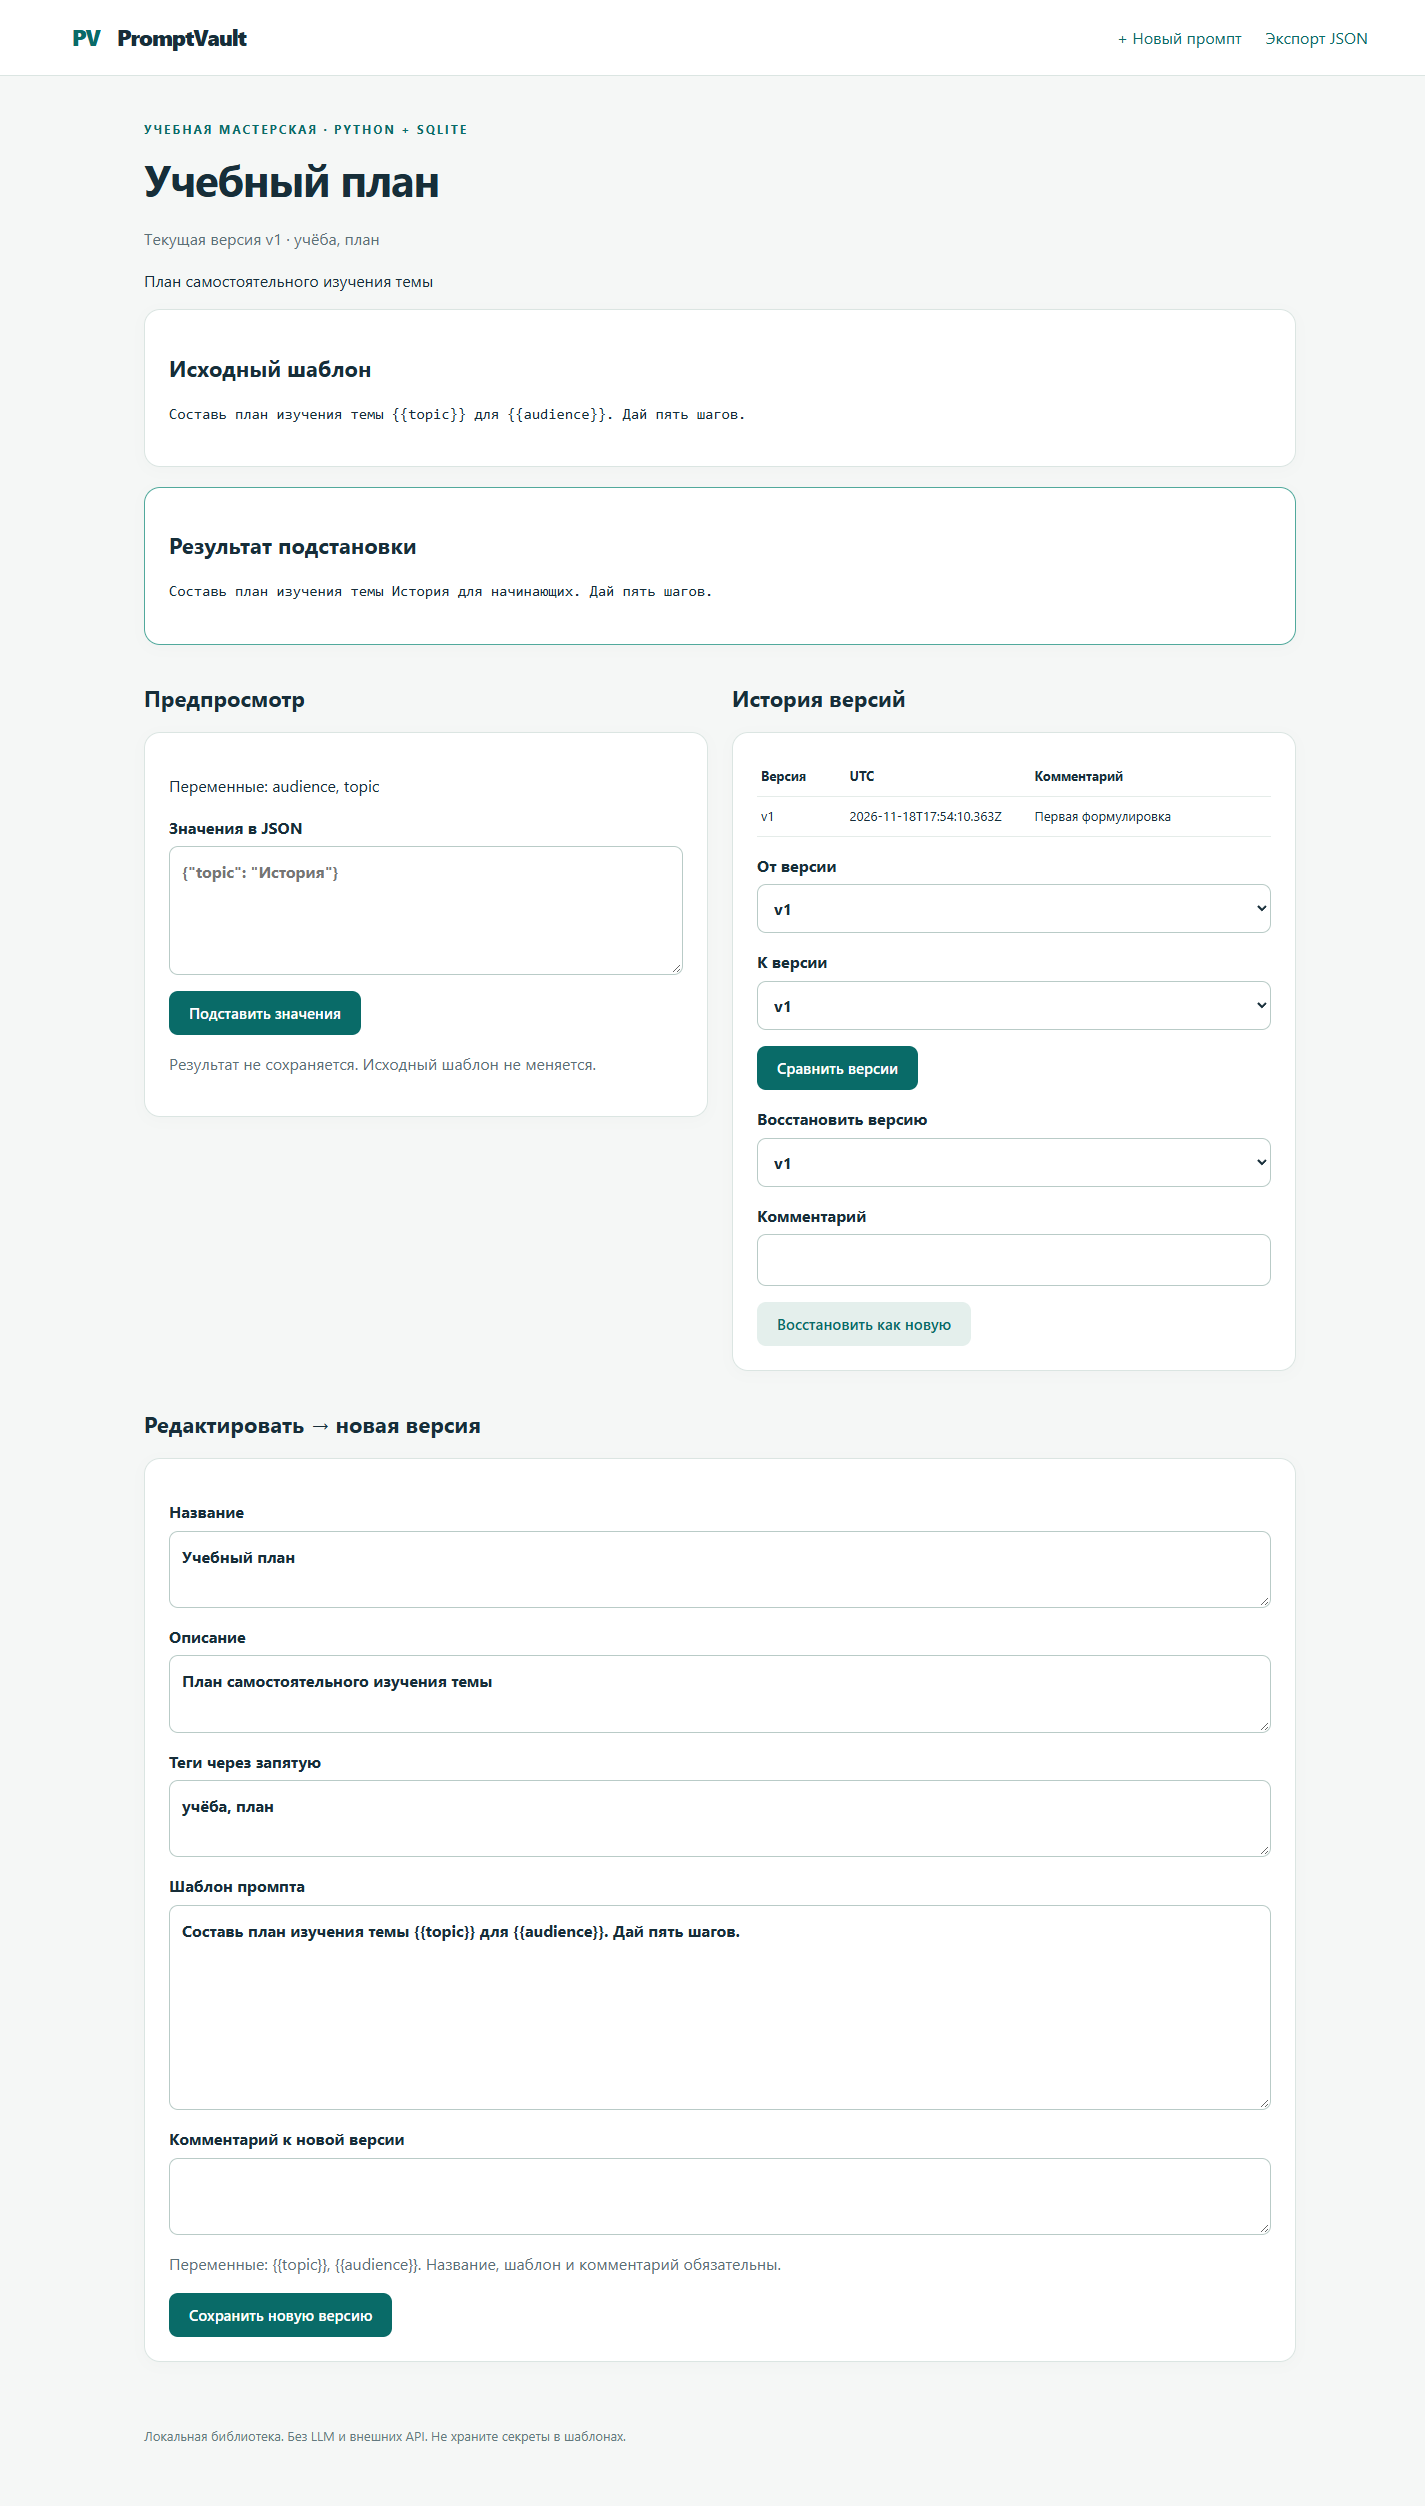 PV PromptVault
+ Новый промпт Экспорт JSON
УЧЕБНАЯ МАСТЕРСКАЯ · PYTHON + SQLITE
Учебный план
Текущая версия v1 · учёба, план
План самостоятельного изучения темы
Исходный шаблон
Составь план изучения темы {{topic}} для {{audience}}. Дай пять шагов.
Результат подстановки
Составь план изучения темы История для начинающих. Дай пять шагов.
Предпросмотр
Переменные: audience, topic
Значения в JSON
{"topic": "История"}
Подставить значения
Результат не сохраняется. Исходный шаблон не меняется.
История версий
Версия UTC Комментарий
v1 2026-11-18T17:54:10.363Z Первая формулировка
От версии
v1
К версии
v1
Сравнить версии
Восстановить версию
v1
Комментарий
Восстановить как новую
Редактировать → новая версия
Название
Учебный план
Описание
План самостоятельного изучения темы
Теги через запятую
учёба, план
Шаблон промпта
Составь план изучения темы {{topic}} для {{audience}}. Дай пять шагов.
Комментарий к новой версии
Переменные: {{topic}}, {{audience}}. Название, шаблон и комментарий обязательны.
Сохранить новую версию
Локальная библиотека. Без LLM и внешних API. Не храните секреты в шаблонах.